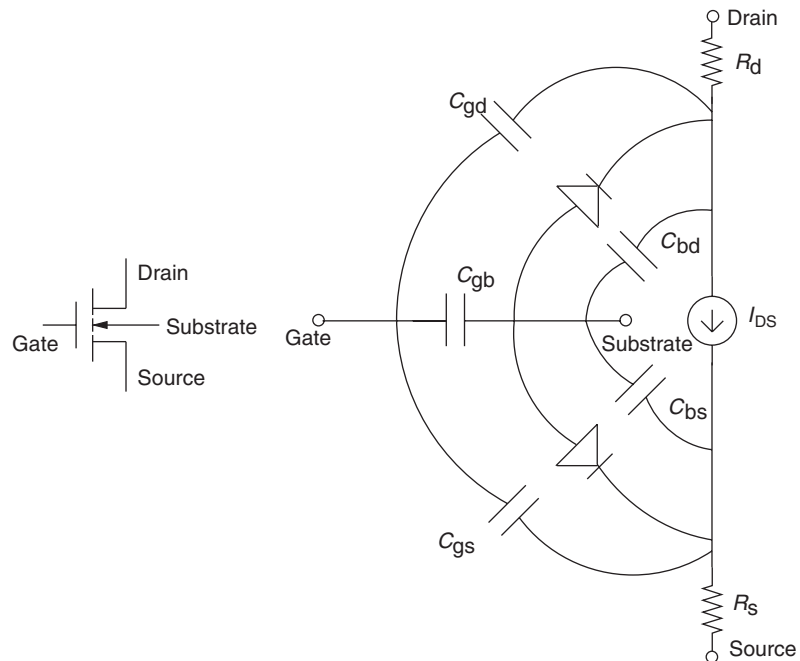 Drain
Gate
Substrate
Source
Drain
Rd
Cgd
Cbd
Cgb
Gate
Substrate
IDS
Cbs
Cgs
Rs
Source